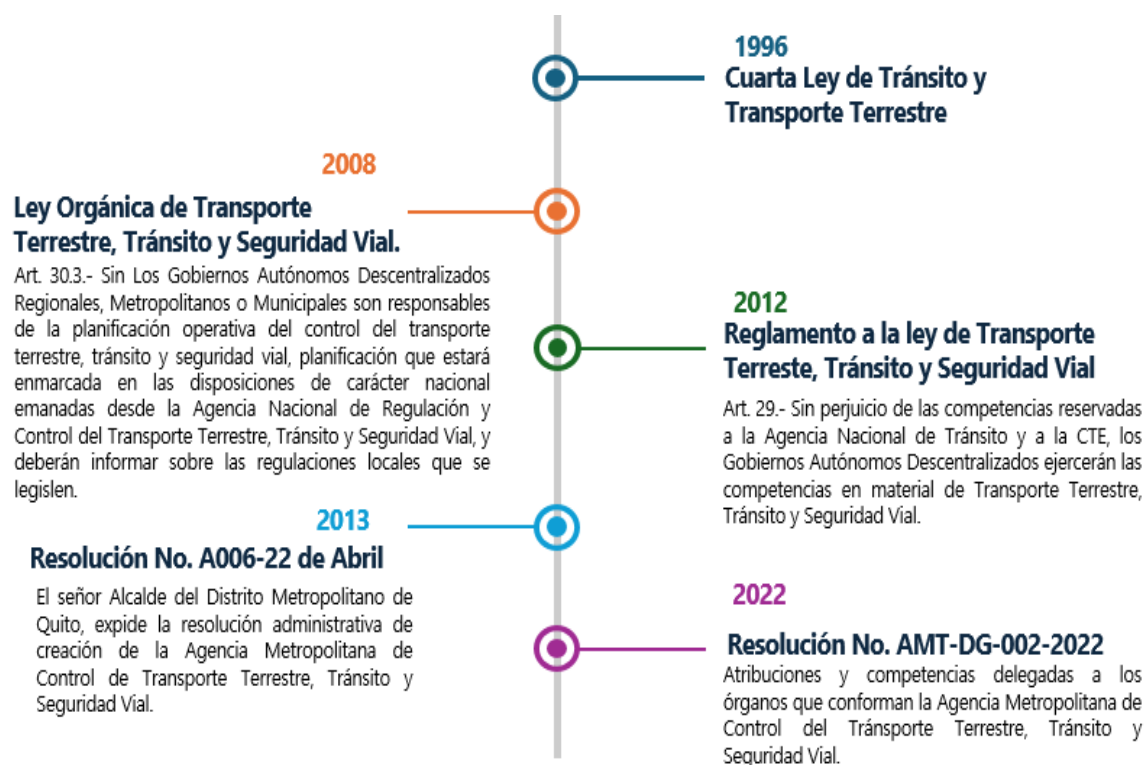 1996
Cuarta Ley de Tránsito y
Transporte Terrestre
2008
Ley Orgánica de Transporte
Terrestre, Tránsito y Seguridad Vial.
Art. 30.3.- Sin Los Gobiernos Autónomos Descentralizados
Regionales, Metropolitanos o Municipales son responsables
de la planificación operativa del control del transporte
terrestre, tránsito y seguridad vial, planificación que estará
enmarcada en las disposiciones de carácter nacional
emanadas desde la Agencia Nacional de Regulación y
Control del Transporte Terrestre, Tránsito y Seguridad Vial, y
deberán informar sobre las regulaciones locales que se
legislen.
2012
Reglamento a la ley de Transporte
Terreste, Tránsito y Seguridad Vial
Art. 29.- Sin perjuicio de las competencias reservadas
a la Agencia Nacional de Tránsito y a la CTE, los
Gobiernos Autónomos Descentralizados ejercerán las
competencias en material de Transporte Terrestre,
Tránsito y Seguridad Vial.
2013
Resolución No. A006-22 de Abril
El señor Alcalde del Distrito Metropolitano de
Quito, expide la resolución administrativa de
creación de la Agencia Metropolitana de
Control de Transporte Terrestre, Tránsito y
Seguridad Vial.
2022
Resolución No. AMT-DG-002-2022
Atribuciones y competencias delegadas a los
órganos que conforman la Agencia Metropolitana de
Control del Tránsporte Terrestre, Tránsito y
Seguridad Vial.